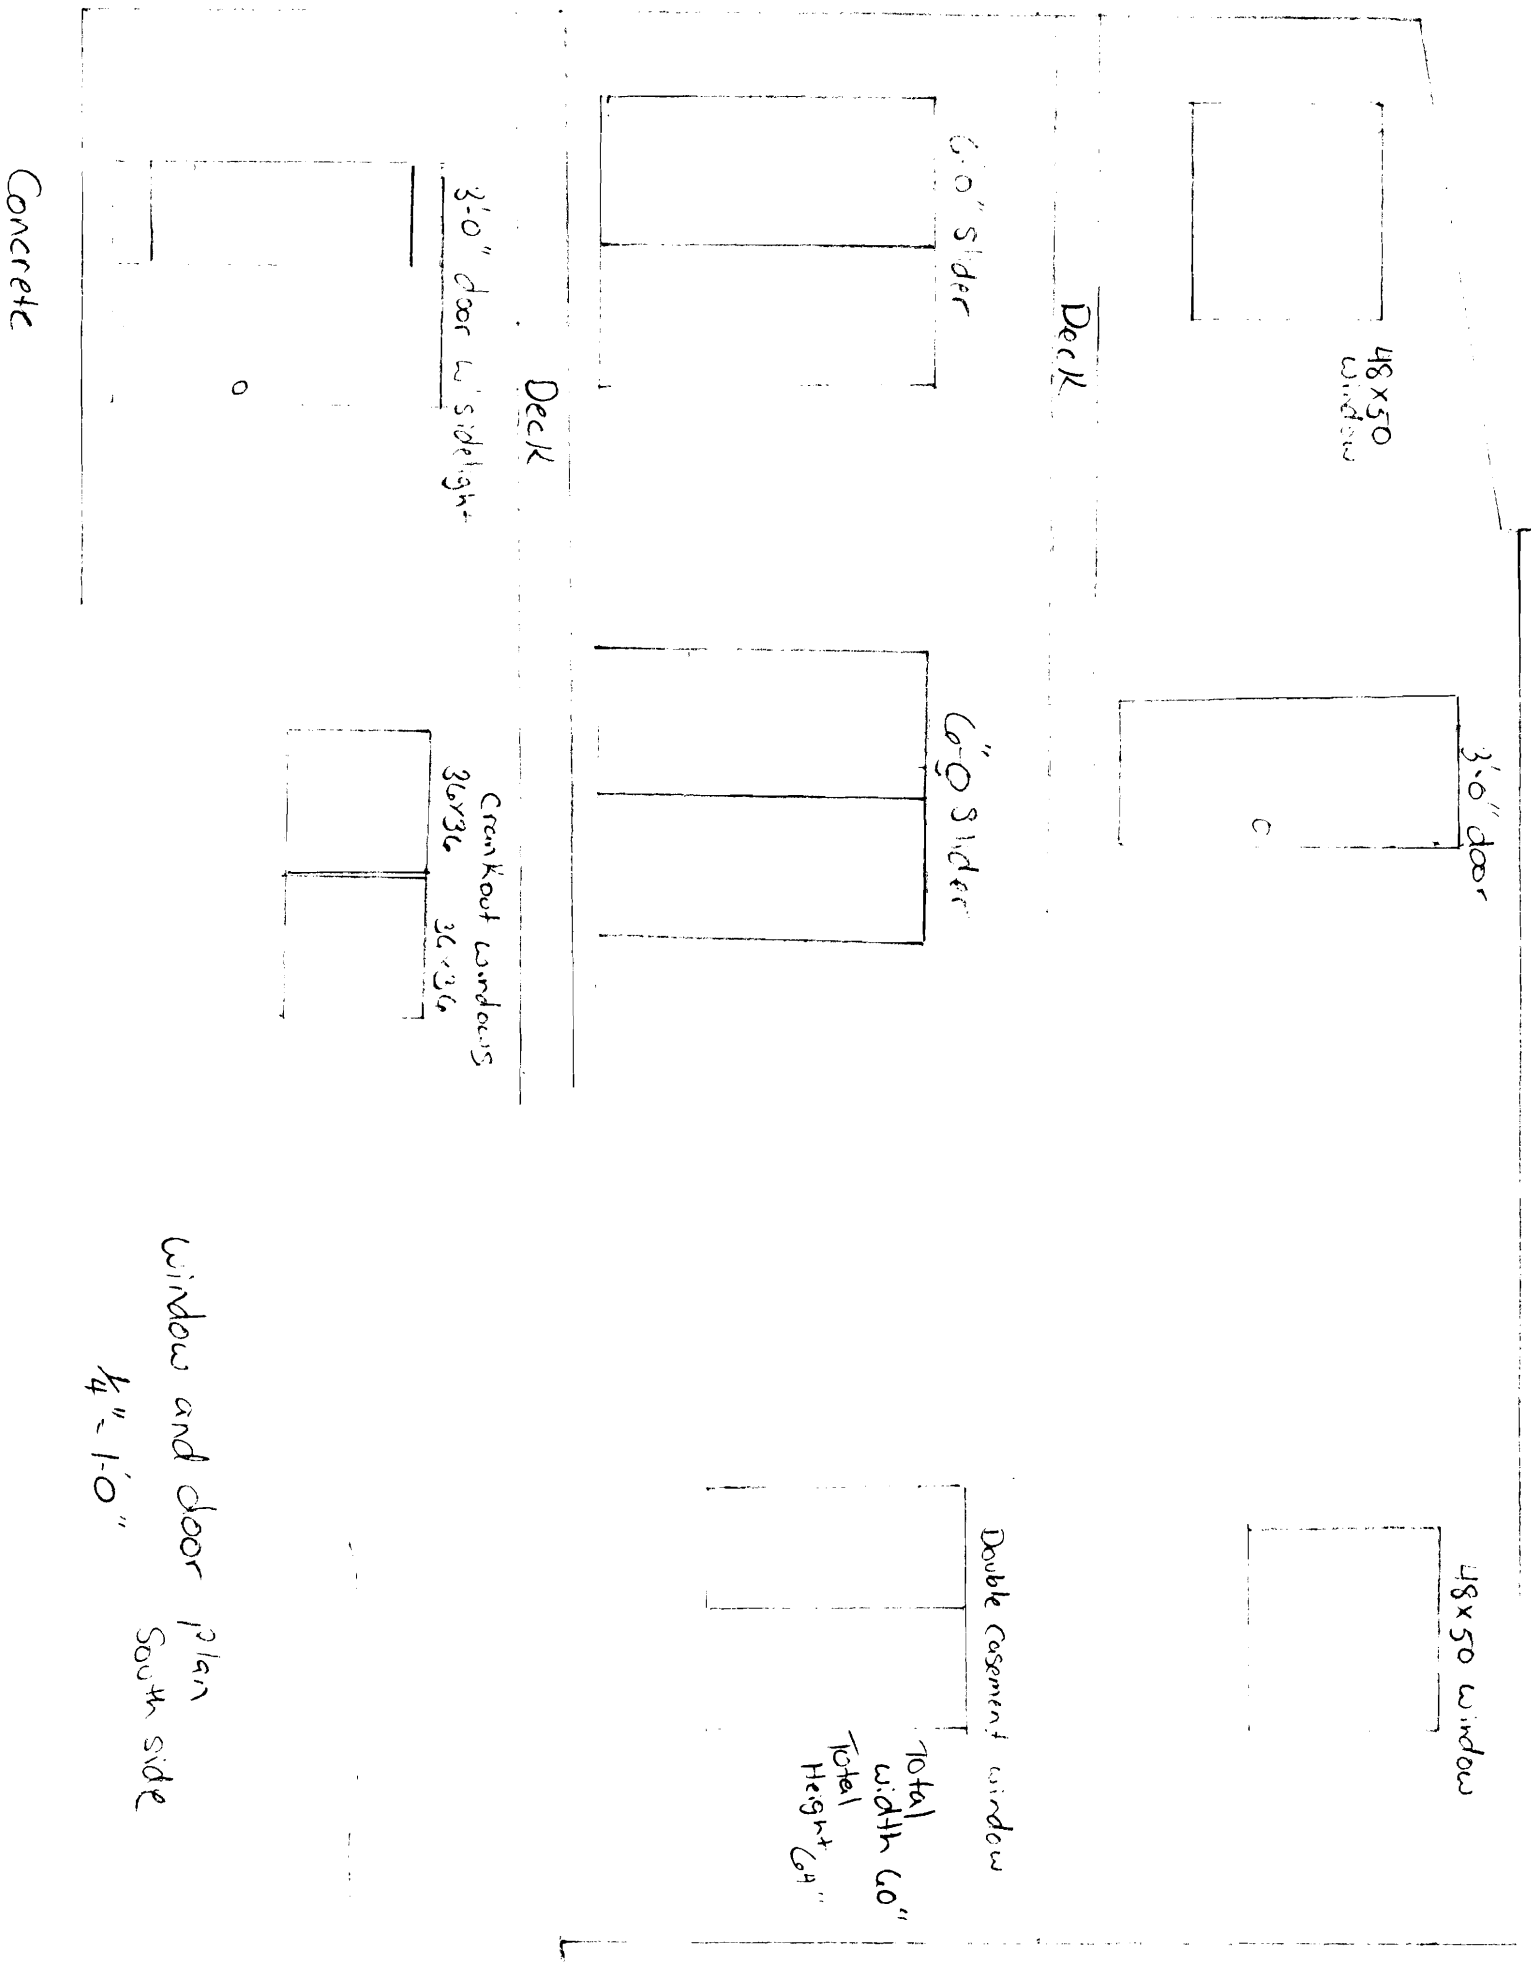 48x50
window
3'-0" door
48x50 window
Deck
6'-0" Slider
6"-0 Slider
Double casement window
Total
width 60"
Total
Height 64"
Deck
3'-0" door w/ sidelight
Crankout windows
36x36 36x36
Concrete
Window and door plan
South side
1/4" = 1'-0"